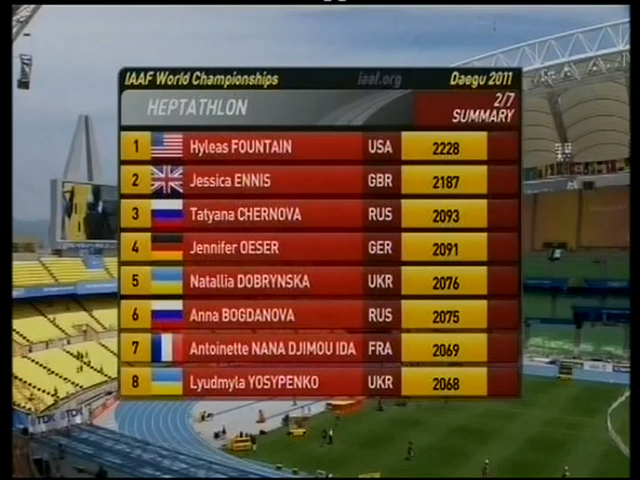 IAAF World Championships iaaf.org Daegu 2011
HEPTATHLON 2/7 SUMMARY
1 Hyleas FOUNTAIN USA 2228
2 Jessica ENNIS GBR 2187
3 Tatyana CHERNOVA RUS 2093
4 Jennifer OESER GER 2091
5 Natallia DOBRYNSKA UKR 2076
6 Anna BOGDANOVA RUS 2075
7 Antoinette NANA DJIMOU IDA FRA 2069
8 Lyudmyla YOSYPENKO UKR 2068
TDK